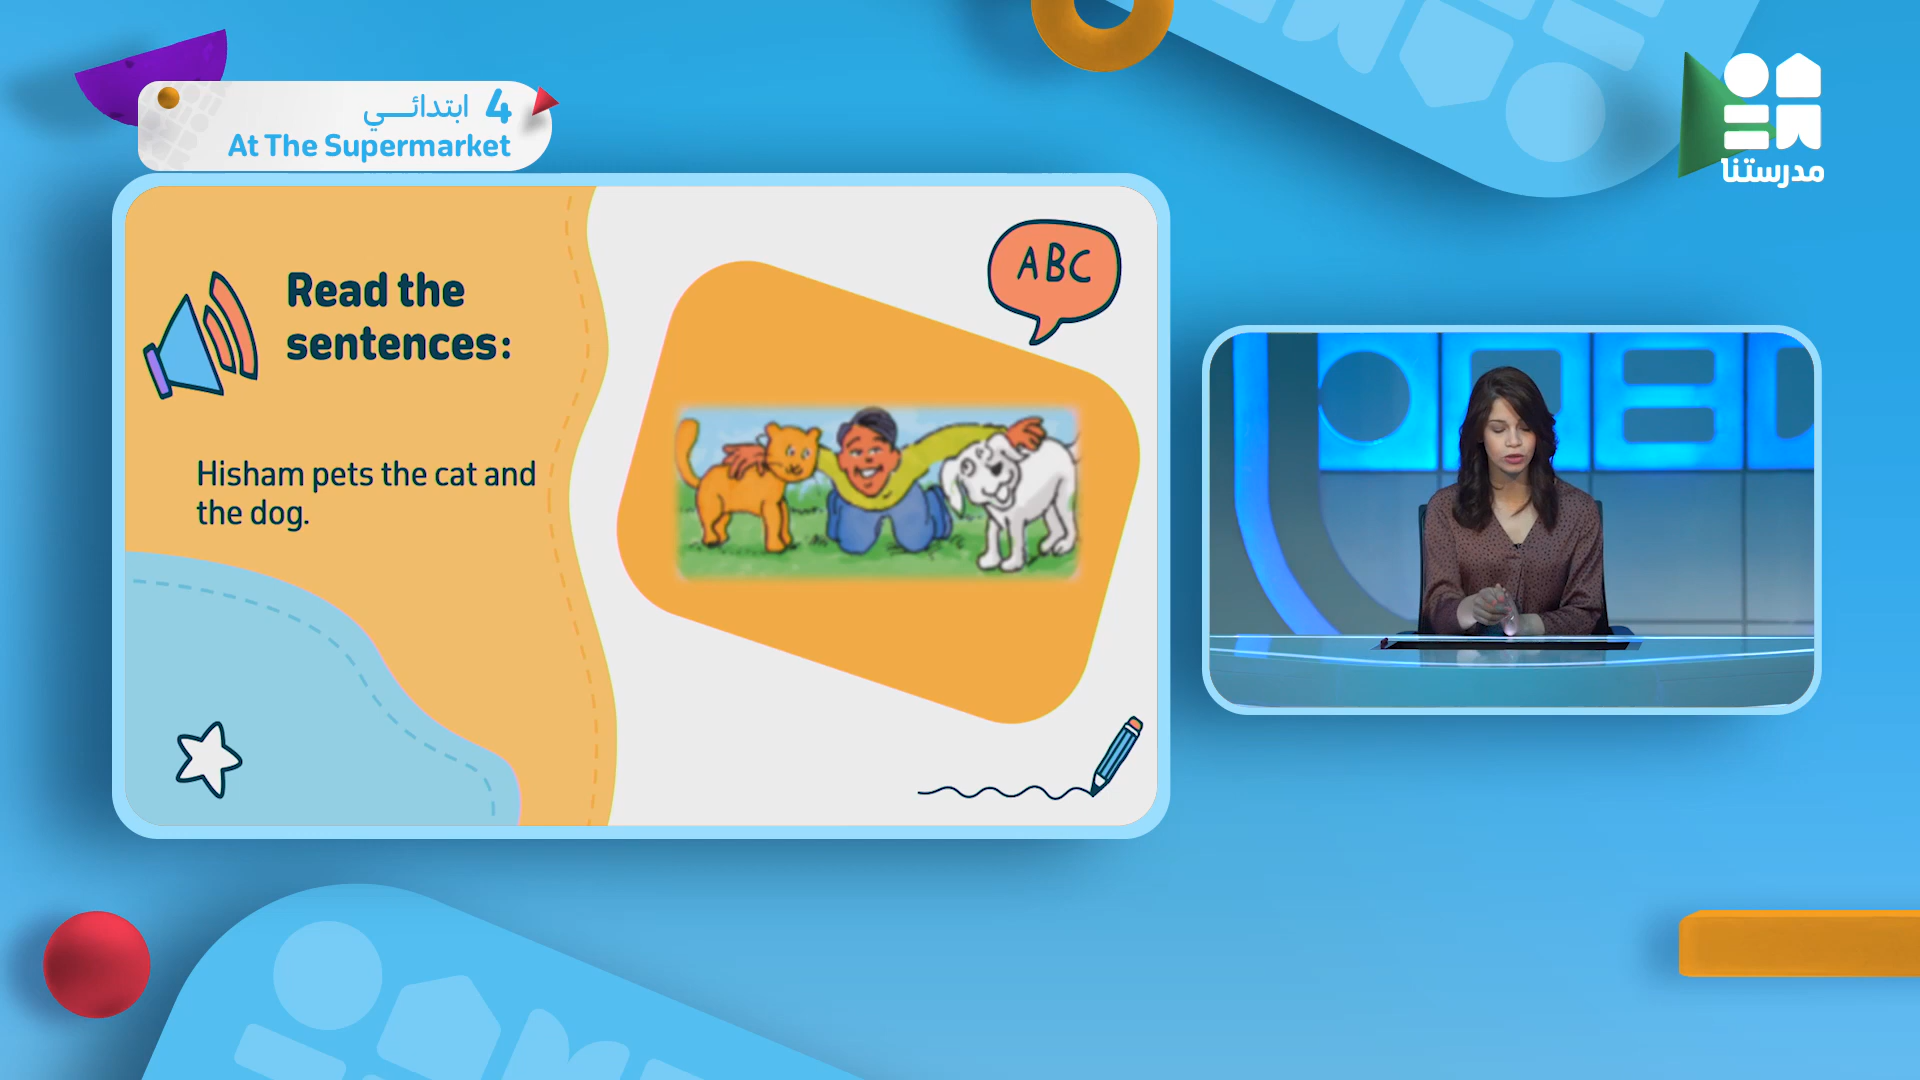 4 ابتدائـــي
At The Supermarket
مدرستنا
Read the
sentences:
ABC
Hisham pets the cat and
the dog.